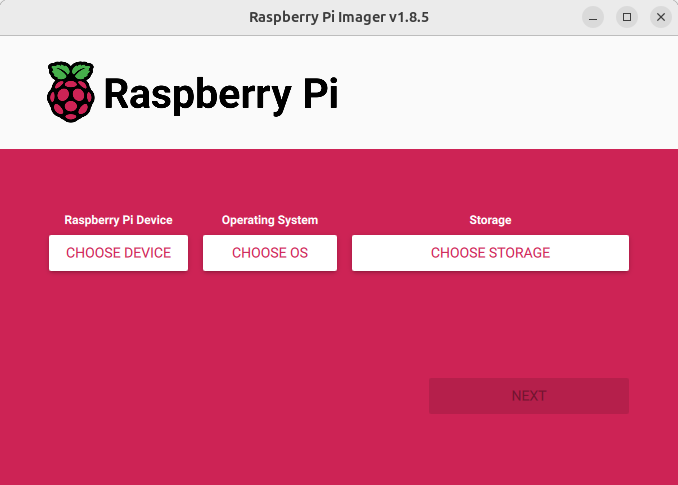 Raspberry Pi Imager v1.8.5
Raspberry Pi
Raspberry Pi Device Operating System Storage
CHOOSE DEVICE CHOOSE OS CHOOSE STORAGE
NEXT